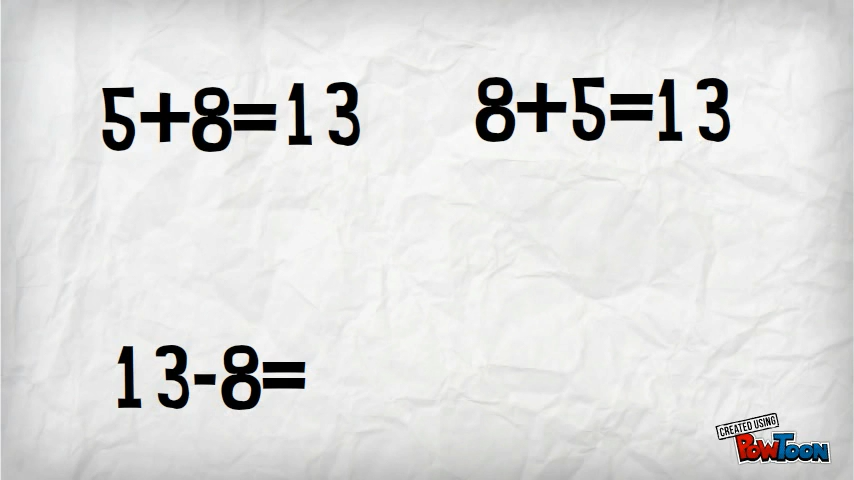 5+8=13
8+5=13
13-8=
CREATED USING
POWTOON